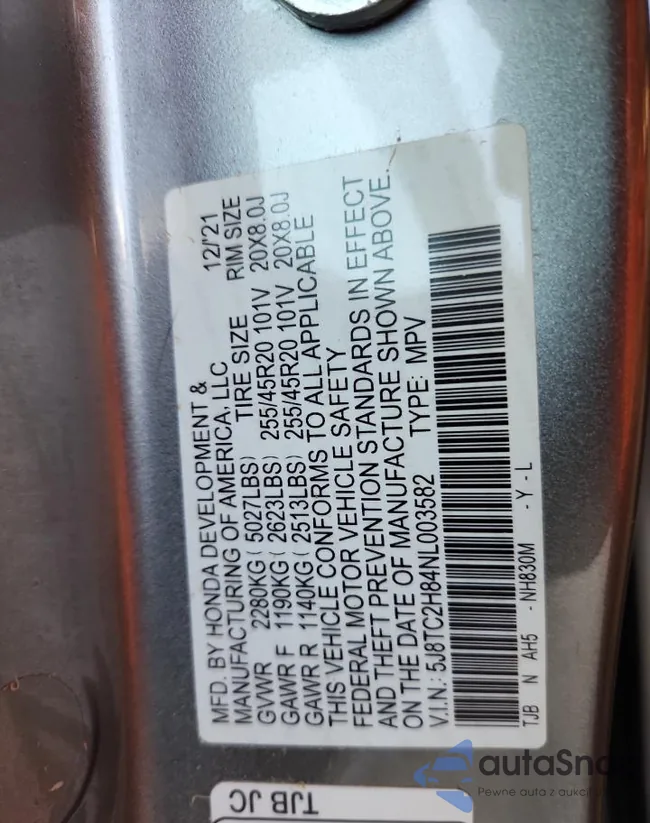 MFD. BY HONDA DEVELOPMENT &
MANUFACTURING OF AMERICA, LLC 12/'21
GVWR TIRE SIZE RIM SIZE
2280KG ( 5027LBS)
GAWR F 1190KG ( 2623LBS) 255/45R20 101V 20X8.0J
GAWR R 1140KG ( 2513LBS) 255/45R20 101V 20X8.0J
THIS VEHICLE CONFORMS TO ALL APPLICABLE
FEDERAL MOTOR VEHICLE SAFETY
AND THEFT PREVENTION STANDARDS IN EFFECT
ON THE DATE OF MANUFACTURE SHOWN ABOVE.
V.I.N.: 5J8TC2H84NL003582 TYPE: MPV
TJB N AH5 - NH830M - Y - L
TJB JC
Pewne auta z aukcji